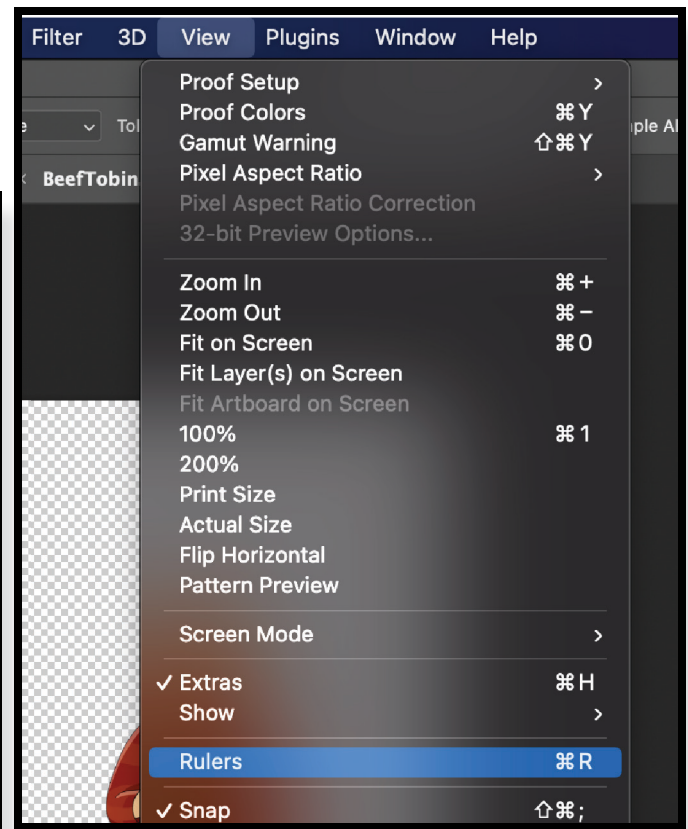 Filter 3D View Plugins Window Help
Proof Setup >
Proof Colors ⌘Y
Tol
Gamut Warning ⇧⌘Y
Pixel Aspect Ratio >
BeefTobin
Pixel Aspect Ratio Correction
32-bit Preview Options...
Zoom In ⌘+
Zoom Out ⌘−
Fit on Screen ⌘0
Fit Layer(s) on Screen
Fit Artboard on Screen
100% ⌘1
200%
Print Size
Actual Size
Flip Horizontal
Pattern Preview
Screen Mode >
✓ Extras ⌘H
Show >
Rulers ⌘R
✓ Snap ⇧⌘;